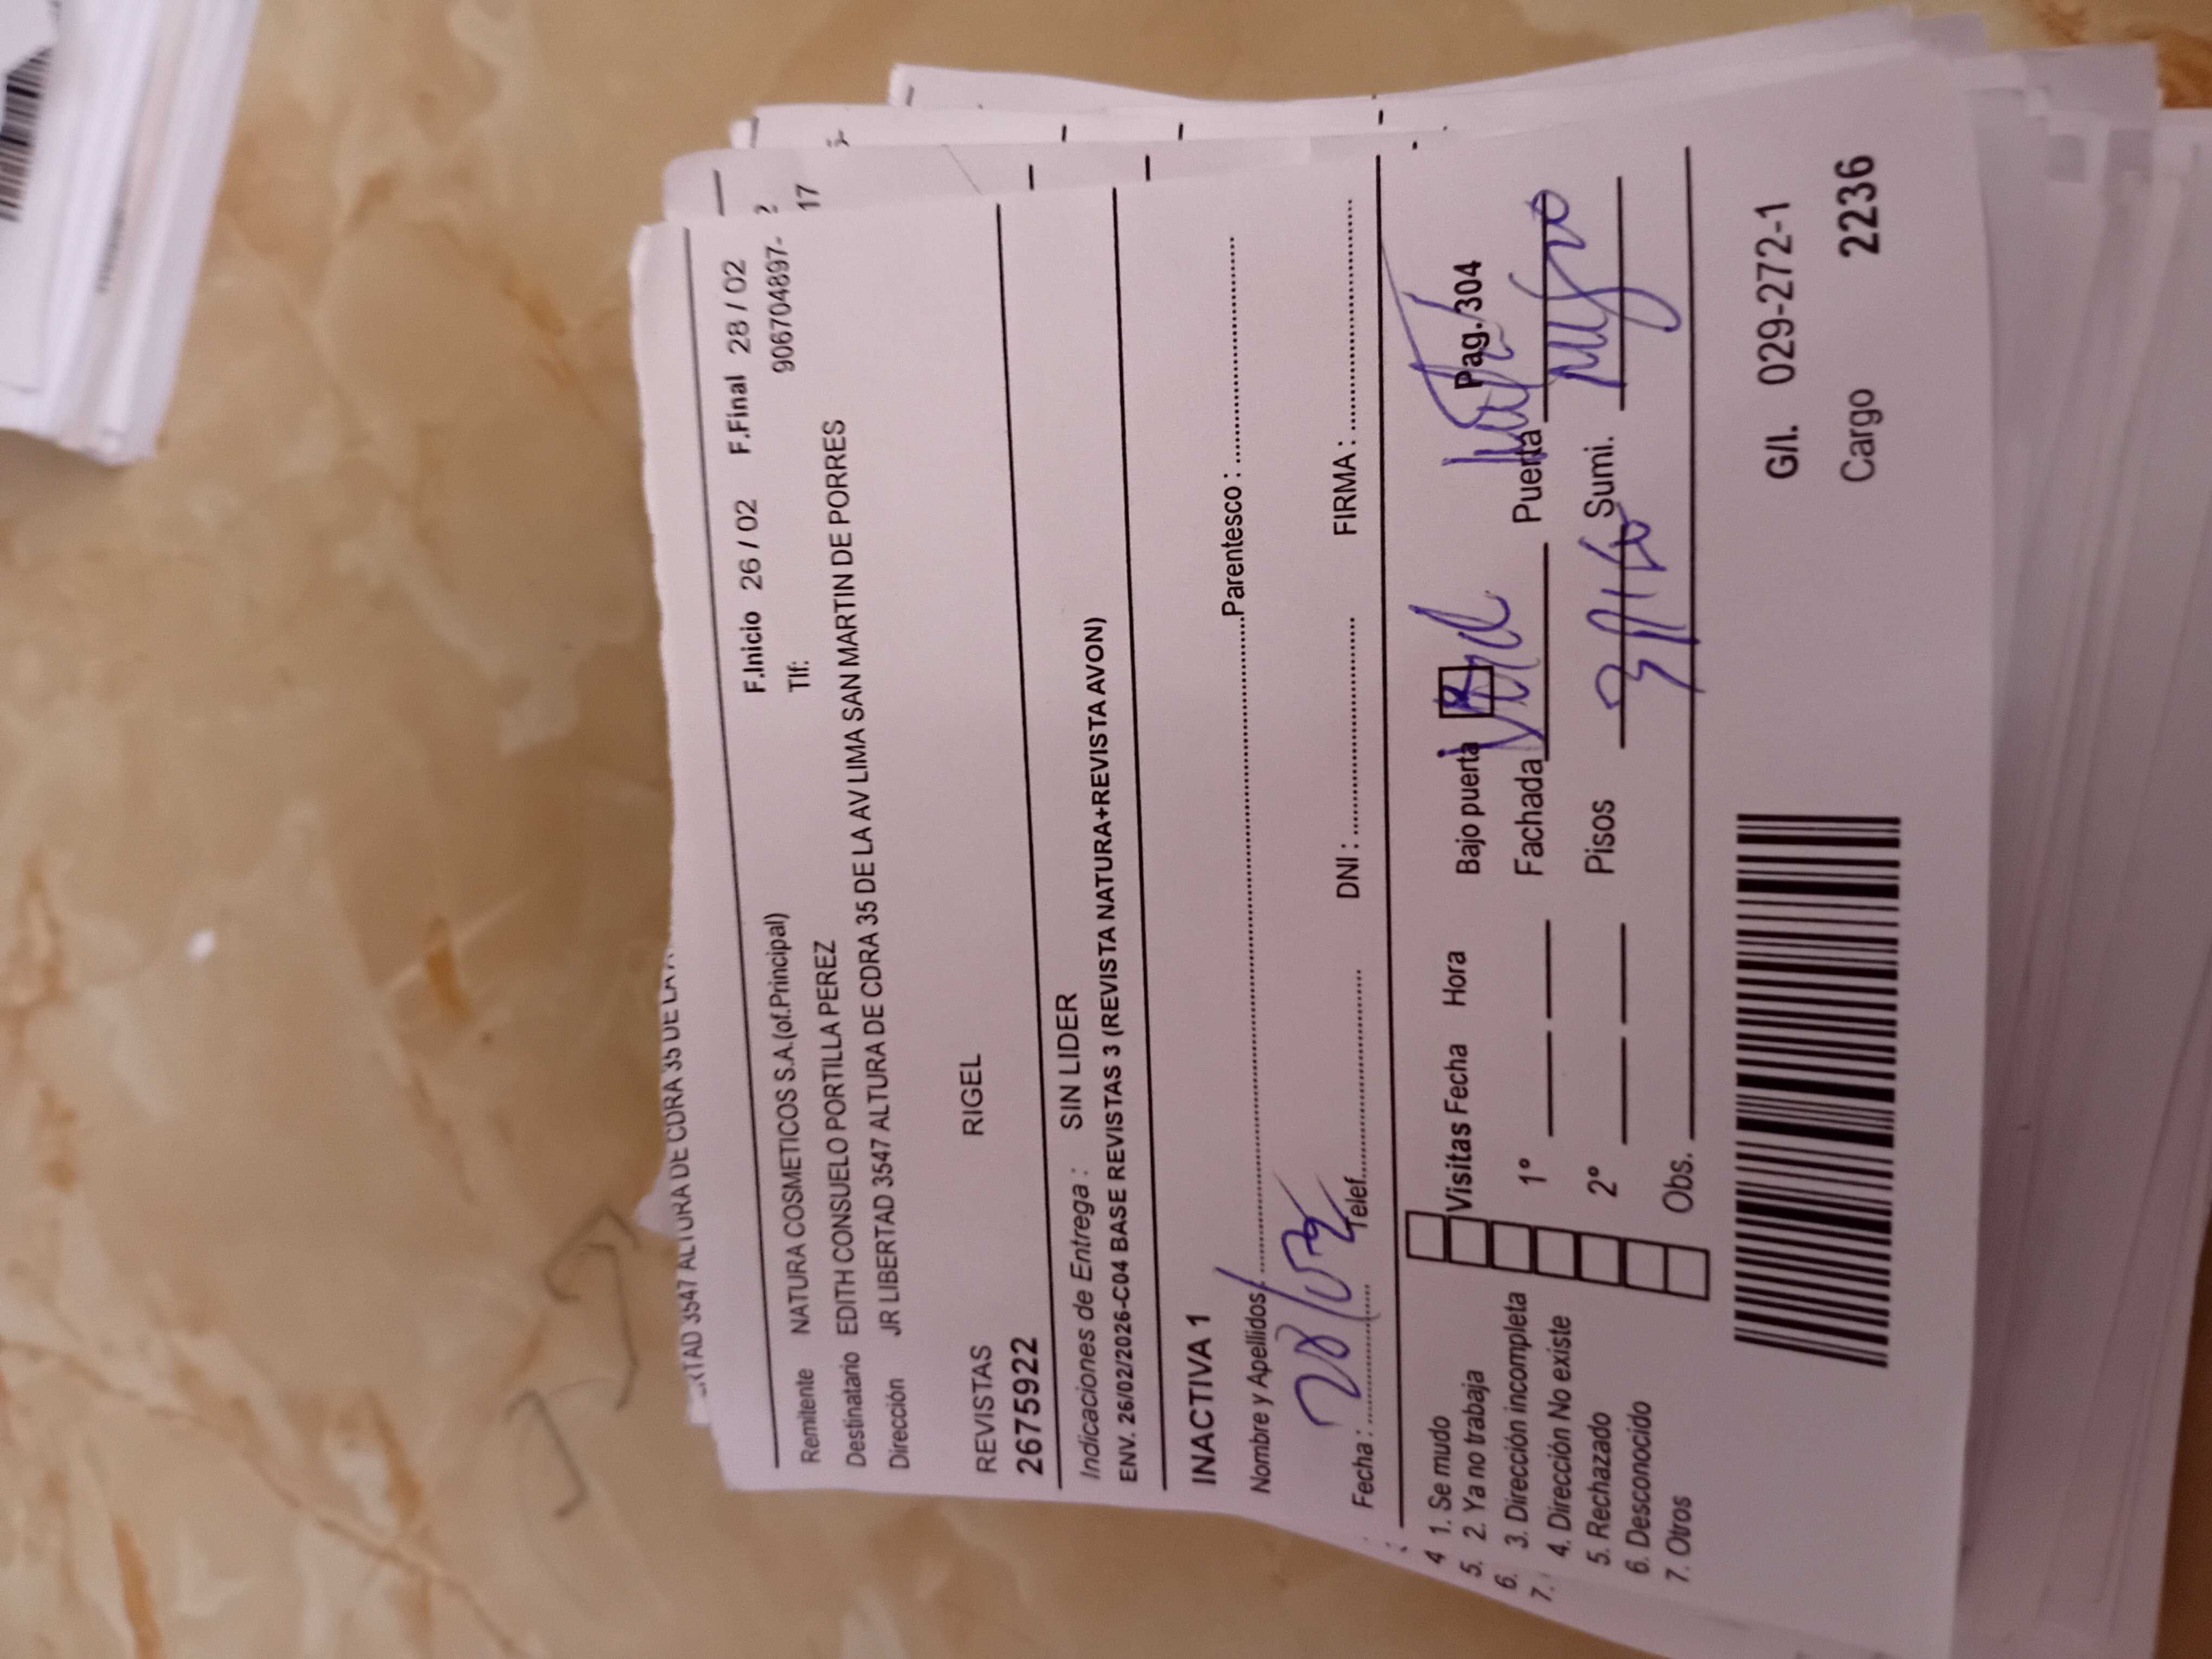 RTAD 3547 ALTURA DE CDRA 35 DE LA
F.Inicio 26 / 02 F.Final 28 / 02
Remitente NATURA COSMETICOS S.A.(of.Principal) Tlf: 906704897-
17
Destinatario EDITH CONSUELO PORTILLA PEREZ
Dirección JR LIBERTAD 3547 ALTURA DE CDRA 35 DE LA AV LIMA SAN MARTIN DE PORRES
REVISTAS RIGEL
2675922
Indicaciones de Entrega : SIN LIDER
ENV. 26/02/2026-C04 BASE REVISTAS 3 (REVISTA NATURA+REVISTA AVON)
INACTIVA 1
Nombre y Apellidos Parentesco :
Fecha : 28/02 Telef. DNI : FIRMA :
4 1. Se mudo Visitas Fecha Hora Bajo puerta Pag. 304
5. 2. Ya no trabaja
6. 3. Dirección incompleta 1° Fachada Puerta
7. 4. Dirección No existe
5. Rechazado 2° Pisos Sumi.
6. Desconocido
7. Otros Obs.
G/I. 029-272-1
Cargo 2236